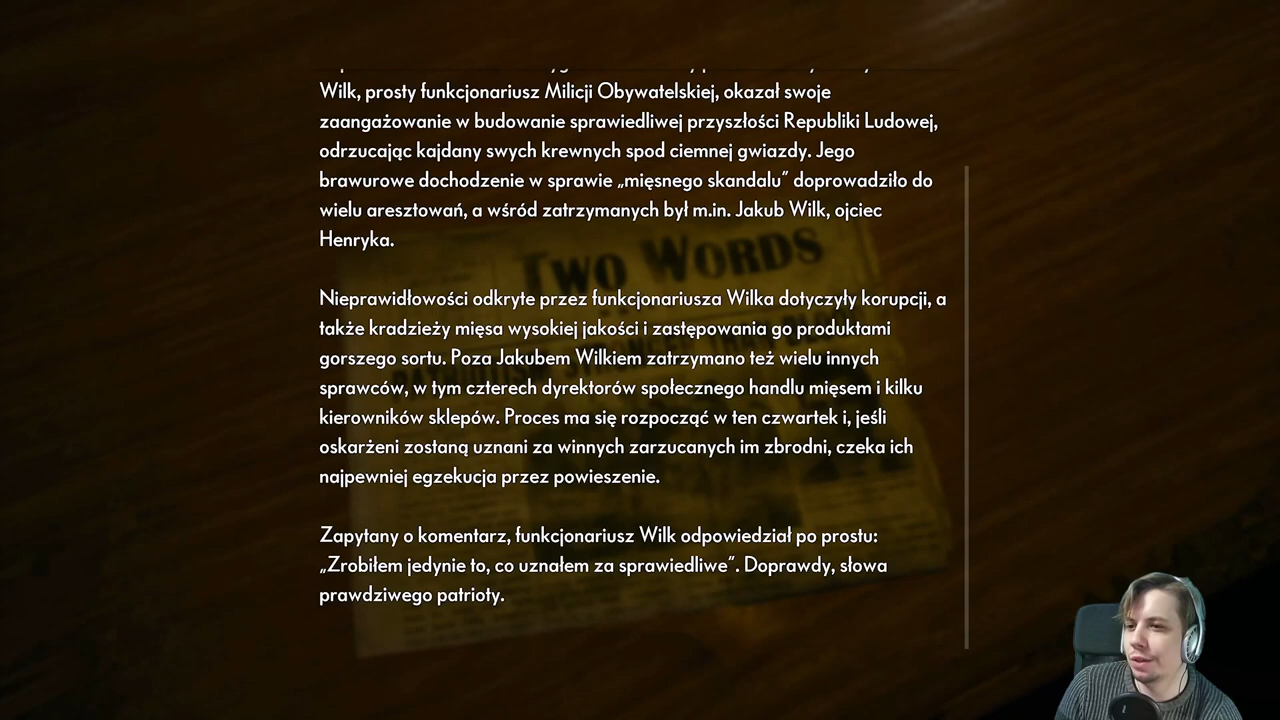 Wilk, prosty funkcjonariusz Milicji Obywatelskiej, okazał swoje
zaangażowanie w budowanie sprawiedliwej przyszłości Republiki Ludowej,
odrzucając kajdany swych krewnych spod ciemnej gwiazdy. Jego
brawurowe dochodzenie w sprawie „mięsnego skandalu” doprowadziło do
wielu aresztowań, a wśród zatrzymanych był m.in. Jakub Wilk, ojciec
Henryka.
TWO WORDS
Nieprawidłowości odkryte przez funkcjonariusza Wilka dotyczyły korupcji, a
także kradzieży mięsa wysokiej jakości i zastępowania go produktami
gorszego sortu. Poza Jakubem Wilkiem zatrzymano też wielu innych
sprawców, w tym czterech dyrektorów społecznego handlu mięsem i kilku
kierowników sklepów. Proces ma się rozpocząć w ten czwartek i, jeśli
oskarżeni zostaną uznani za winnych zarzucanych im zbrodni, czeka ich
najpewniej egzekucja przez powieszenie.
Zapytany o komentarz, funkcjonariusz Wilk odpowiedział po prostu:
„Zrobiłem jedynie to, co uznałem za sprawiedliwe”. Doprawdy, słowa
prawdziwego patrioty.